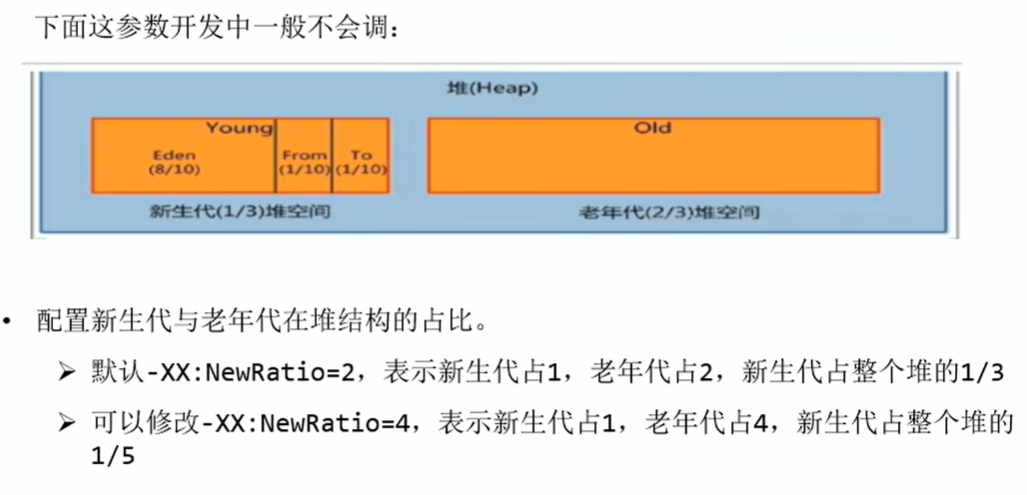 下面这参数开发中一般不会调：
堆(Heap)
Young
Old
Eden
(8/10)
From
(1/10)
To
(1/10)
新生代(1/3)堆空间
老年代(2/3)堆空间
• 配置新生代与老年代在堆结构的占比。
➢ 默认-XX:NewRatio=2，表示新生代占1，老年代占2，新生代占整个堆的1/3
➢ 可以修改-XX:NewRatio=4，表示新生代占1，老年代占4，新生代占整个堆的
1/5